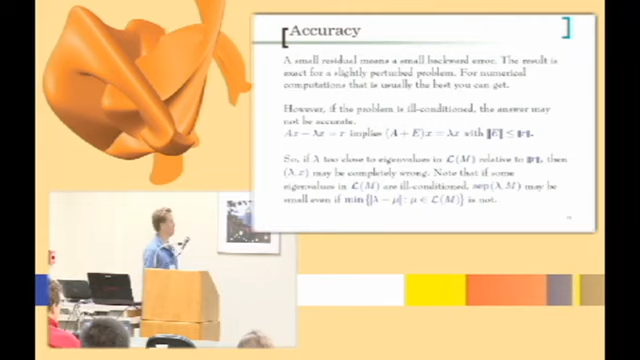 Accuracy
A small residual means a small backward error. The result is
exact for a slightly perturbed problem. For numerical
computations that is usually the best you can get.
However, if the problem is ill-conditioned, the answer may
not be accurate.
Ax − λx = r implies (A + E)x = λx with ‖E‖ ≤ ‖r‖.
So, if λ too close to eigenvalues in ℒ(M) relative to ‖r‖, then
(λ, x) may be completely wrong. Note that if some
eigenvalues in ℒ(M) are ill-conditioned, sep(λ, M) may be
small even if min{|λ − μ| : μ ∈ ℒ(M)} is not.